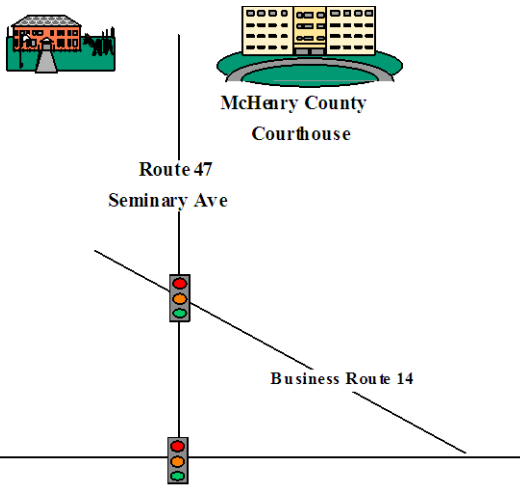 McHenry County
Courthouse
Route 47
Seminary Ave
Business Route 14